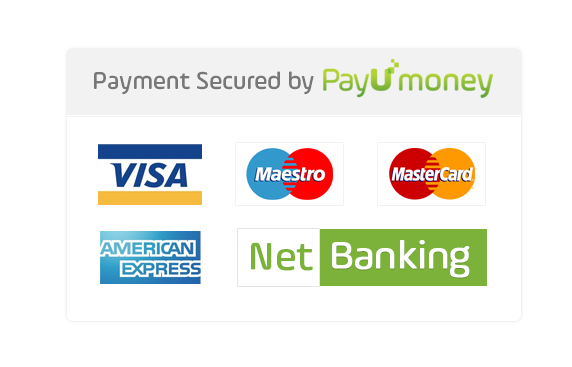 Payment Secured by PayUmoney
VISA
Maestro
MasterCard
AMERICAN
EXPRESS
Net Banking